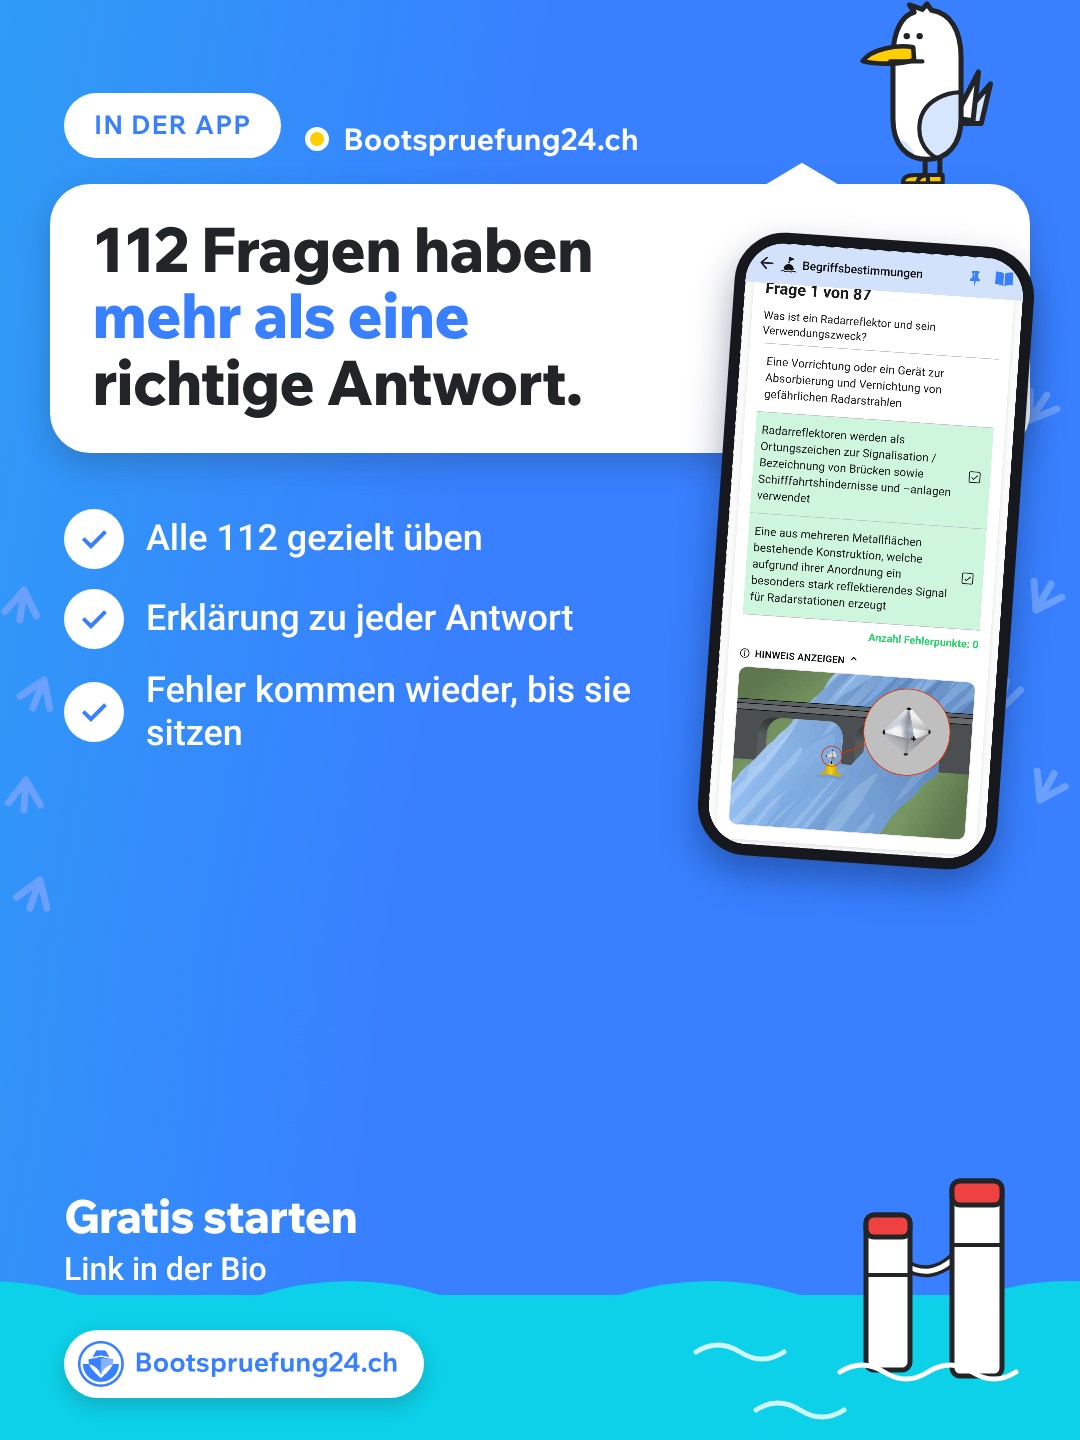 IN DER APP
Bootspruefung24.ch
112 Fragen haben
mehr als eine
richtige Antwort.
Alle 112 gezielt üben
Erklärung zu jeder Antwort
Fehler kommen wieder, bis sie
sitzen
Begriffsbestimmungen
Frage 1 von 87
Was ist ein Radarreflektor und sein
Verwendungszweck?
Eine Vorrichtung oder ein Gerät zur
Absorbierung und Vernichtung von
gefährlichen Radarstrahlen
Radarreflektoren werden als
Ortungszeichen zur Signalisation /
Bezeichnung von Brücken sowie
Schifffahrtshindernisse und –anlagen
verwendet
Eine aus mehreren Metallflächen
bestehende Konstruktion, welche
aufgrund ihrer Anordnung ein
besonders stark reflektierendes Signal
für Radarstationen erzeugt
Anzahl Fehlerpunkte: 0
HINWEIS ANZEIGEN
Gratis starten
Link in der Bio
Bootspruefung24.ch